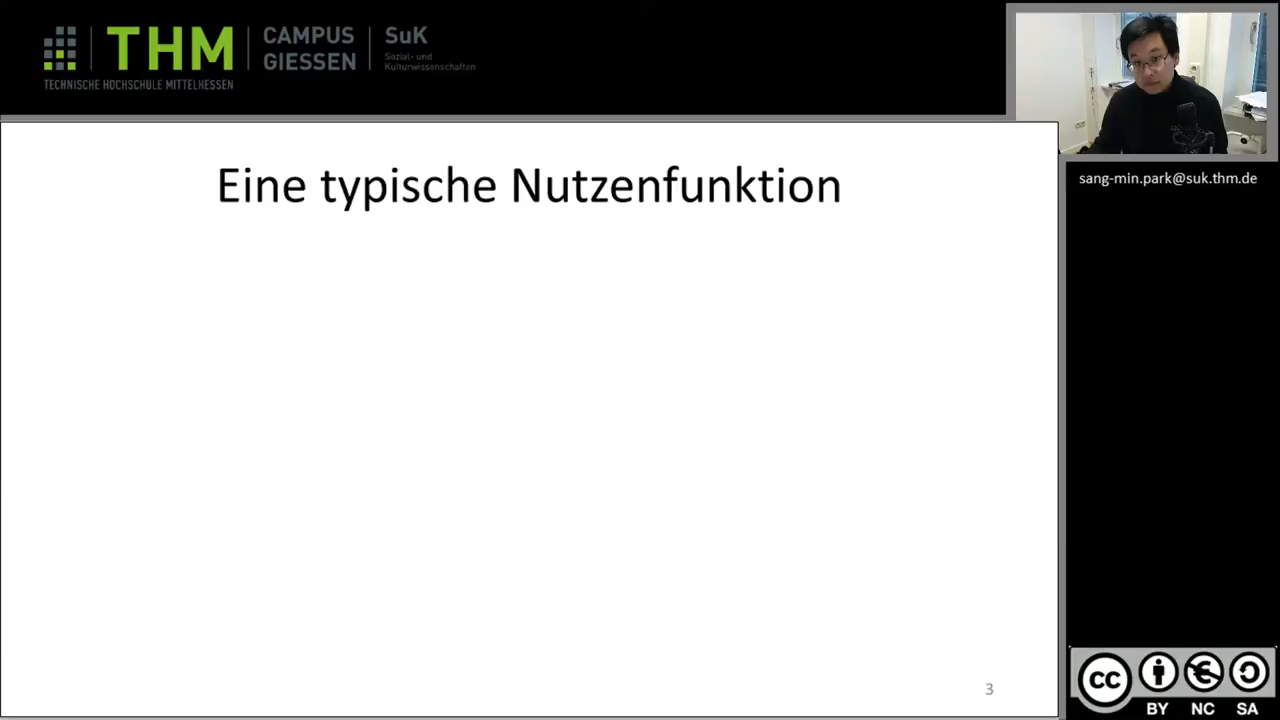 THM
CAMPUS
GIESSEN
SuK
Sozial- und
Kulturwissenschaften
TECHNISCHE HOCHSCHULE MITTELHESSEN
Eine typische Nutzenfunktion
sang-min.park@suk.thm.de
3
cc
BY NC SA